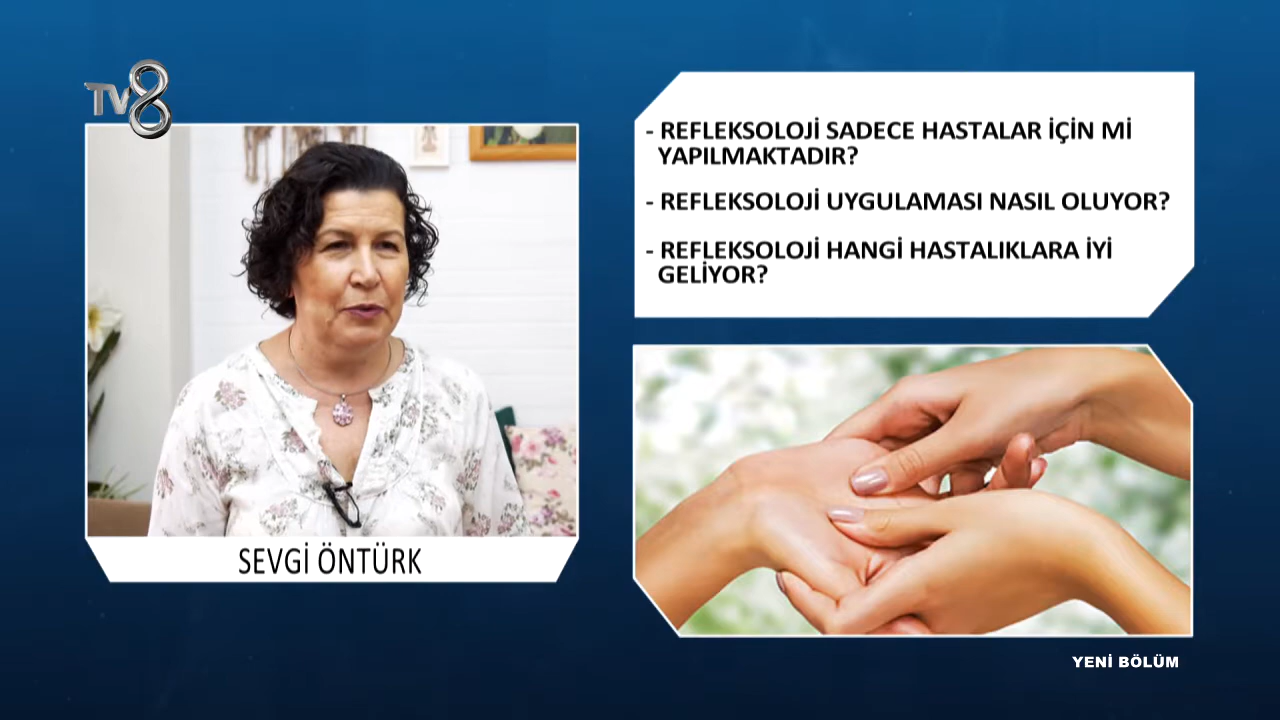 TV8
- REFLEKSOLOJİ SADECE HASTALAR İÇİN Mİ
YAPILMAKTADIR?
- REFLEKSOLOJİ UYGULAMASI NASIL OLUYOR?
- REFLEKSOLOJİ HANGİ HASTALIKLARA İYİ
GELİYOR?
SEVGİ ÖNTÜRK
YENİ BÖLÜM